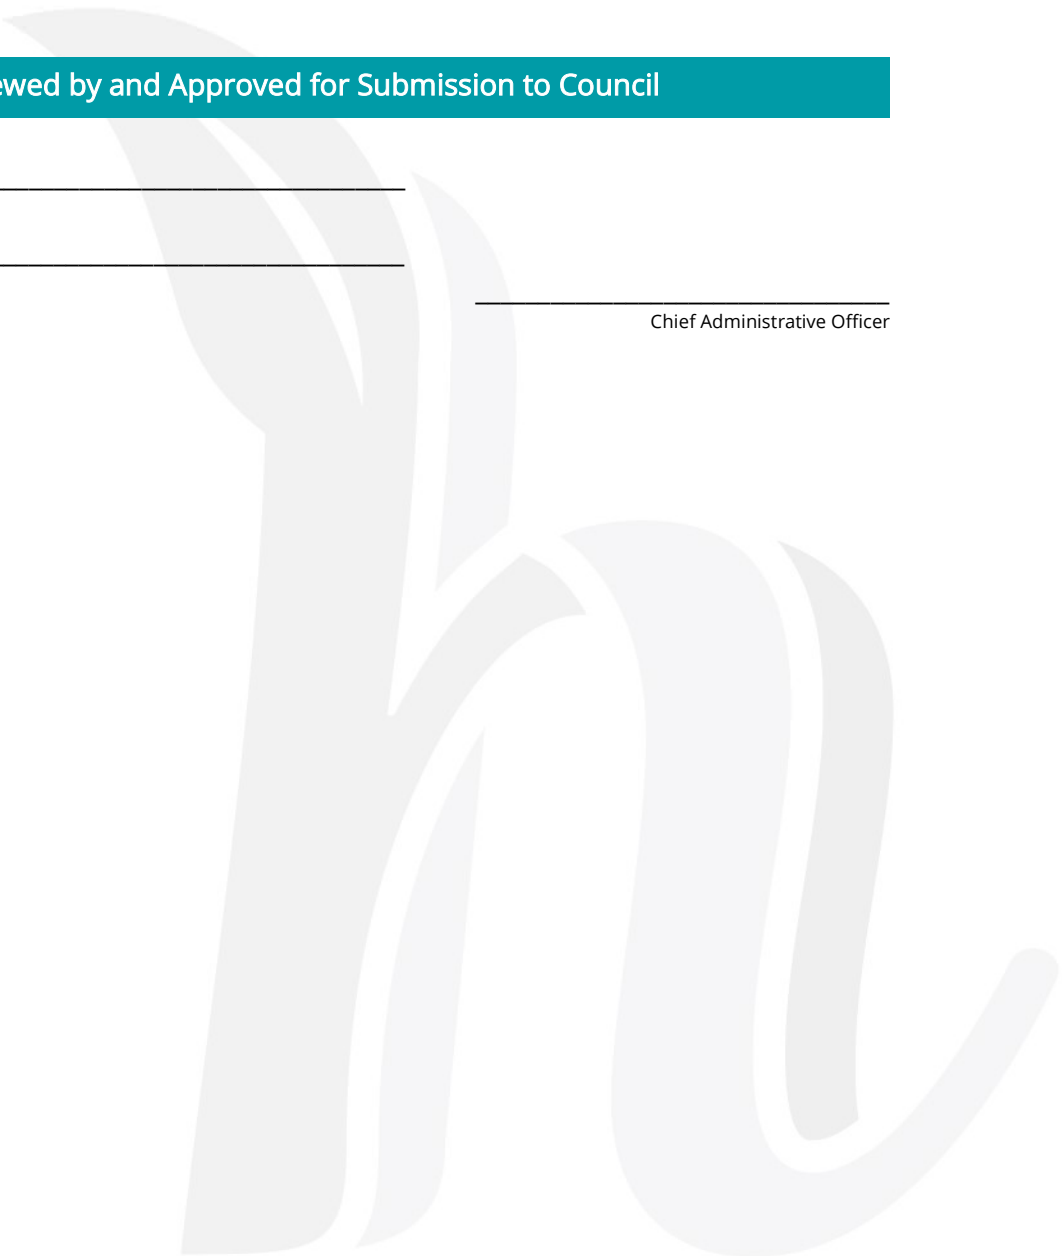 ewed by and Approved for Submission to Council
Chief Administrative Officer